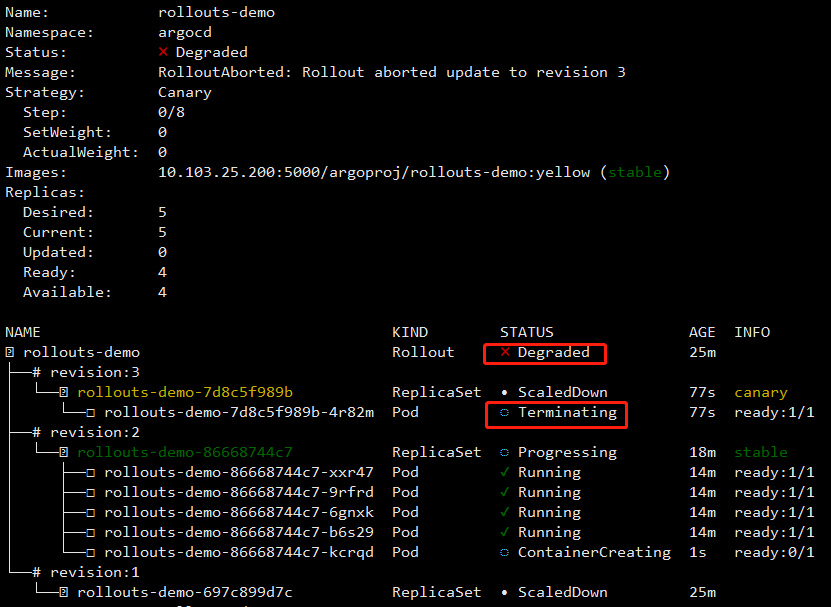 Name: rollouts-demo
Namespace: argocd
Status: ✕ Degraded
Message: RolloutAborted: Rollout aborted update to revision 3
Strategy: Canary
Step: 0/8
SetWeight: 0
ActualWeight: 0
Images: 10.103.25.200:5000/argoproj/rollouts-demo:yellow (stable)
Replicas:
Desired: 5
Current: 5
Updated: 0
Ready: 4
Available: 4
NAME KIND STATUS AGE INFO
rollouts-demo Rollout ✕ Degraded 25m
# revision:3
rollouts-demo-7d8c5f989b ReplicaSet • ScaledDown 77s canary
rollouts-demo-7d8c5f989b-4r82m Pod ◌ Terminating 77s ready:1/1
# revision:2
rollouts-demo-86668744c7 ReplicaSet ◌ Progressing 18m stable
rollouts-demo-86668744c7-xxr47 Pod ✓ Running 14m ready:1/1
rollouts-demo-86668744c7-9rfrd Pod ✓ Running 14m ready:1/1
rollouts-demo-86668744c7-6gnxk Pod ✓ Running 14m ready:1/1
rollouts-demo-86668744c7-b6s29 Pod ✓ Running 14m ready:1/1
rollouts-demo-86668744c7-kcrqd Pod ◌ ContainerCreating 1s ready:0/1
# revision:1
rollouts-demo-697c899d7c ReplicaSet • ScaledDown 25m